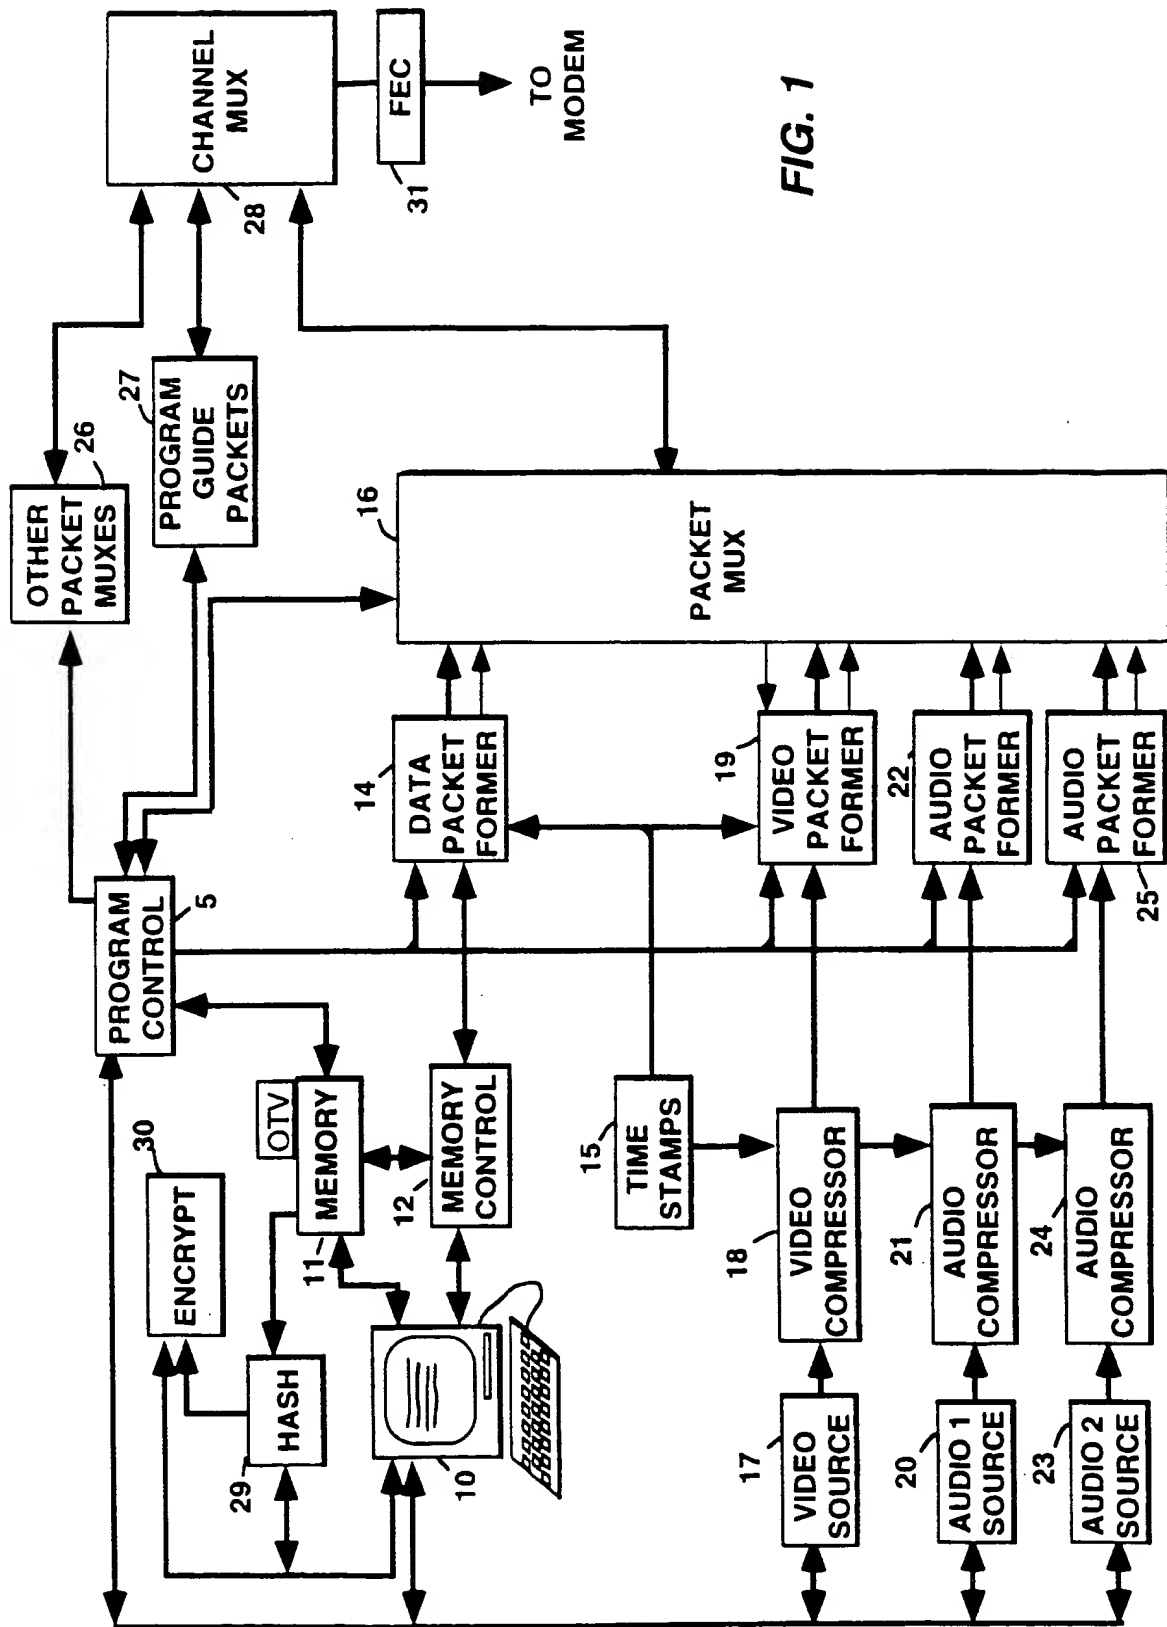 PROGRAM
CONTROL
5
OTHER
PACKET
MUXES
26
PROGRAM
GUIDE
PACKETS
27
CHANNEL
MUX
28
FEC
31
TO
MODEM
ENCRYPT
30
HASH
29
OTV
MEMORY
11
MEMORY
CONTROL
12
10
DATA
PACKET
FORMER
14
TIME
STAMPS
15
PACKET
MUX
16
VIDEO
SOURCE
17
VIDEO
COMPRESSOR
18
VIDEO
PACKET
FORMER
19
AUDIO 1
SOURCE
20
AUDIO
COMPRESSOR
21
AUDIO
PACKET
FORMER
22
AUDIO 2
SOURCE
23
AUDIO
COMPRESSOR
24
AUDIO
PACKET
FORMER
25
FIG. 1